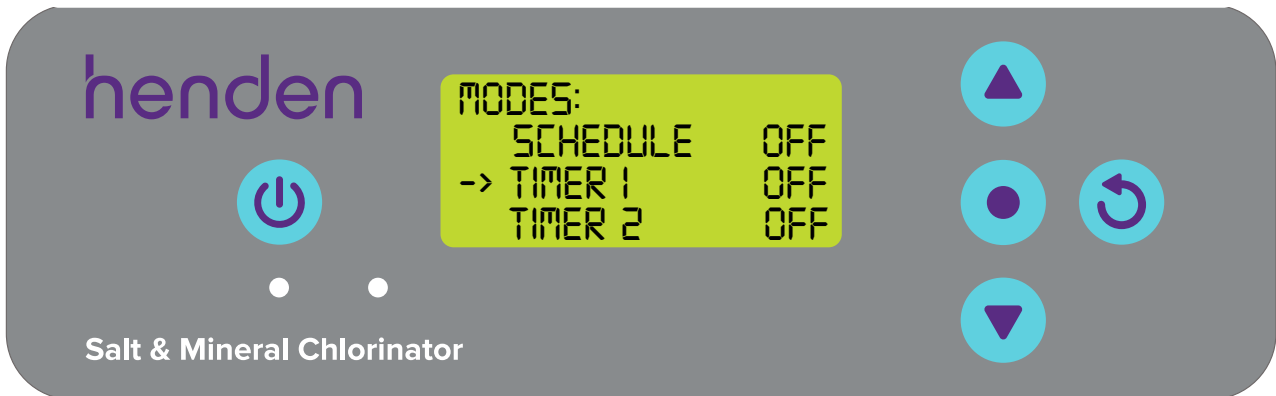 henden
MODES:
SCHEDULE OFF
-> TIMER 1 OFF
TIMER 2 OFF
Salt & Mineral Chlorinator